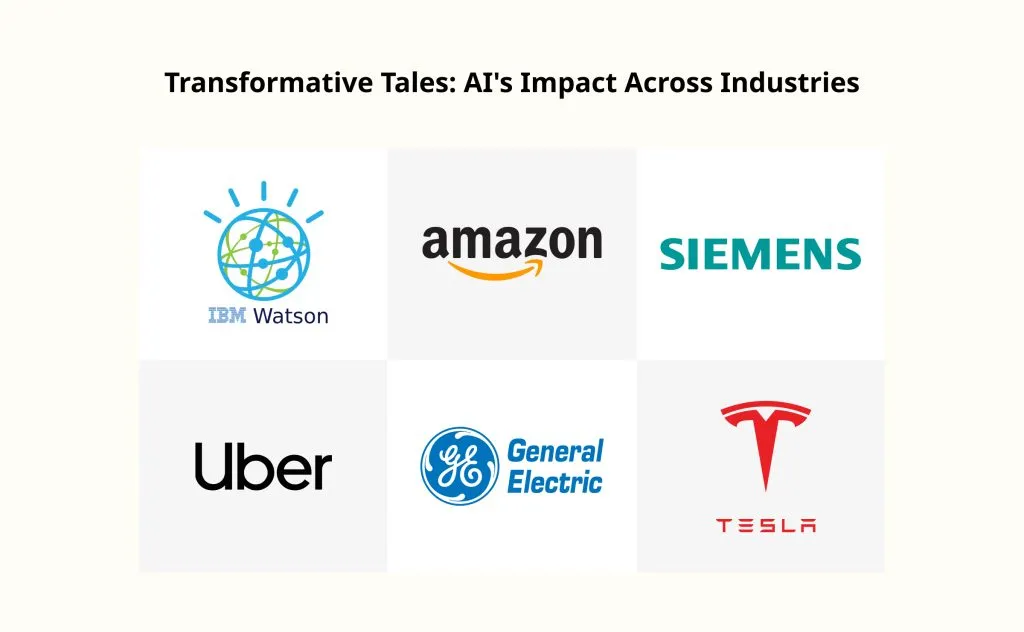 Transformative Tales: AI's Impact Across Industries
IBM Watson
amazon
SIEMENS
Uber
GE General
Electric
TESLA